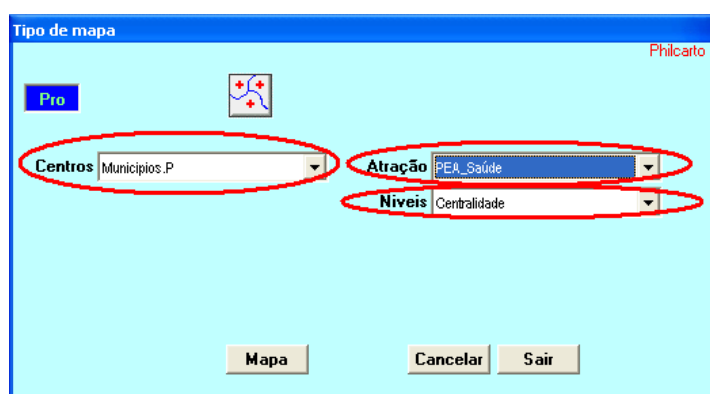 Tipo de mapa
Philcarto
Pro
Centros Municipios.P Atração PEA_Saúde
Niveis Centralidade
Mapa Cancelar Sair